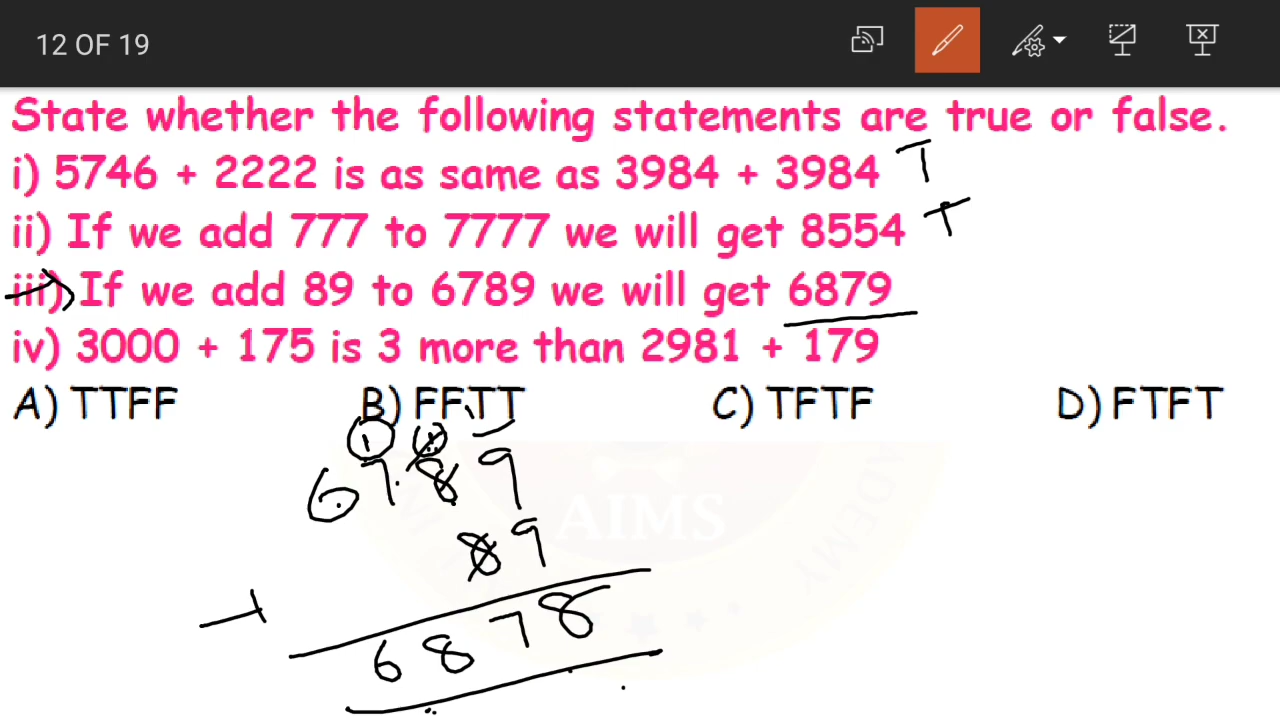 12 OF 19
State whether the following statements are true or false.
i) 5746 + 2222 is as same as 3984 + 3984 T
ii) If we add 777 to 7777 we will get 8554 T
iii) If we add 89 to 6789 we will get 6879
iv) 3000 + 175 is 3 more than 2981 + 179
A) TTFF B) FFTT C) TFTF D) FTFT
1 1
6789
89
+
6878
AIMS
ADEMY IN